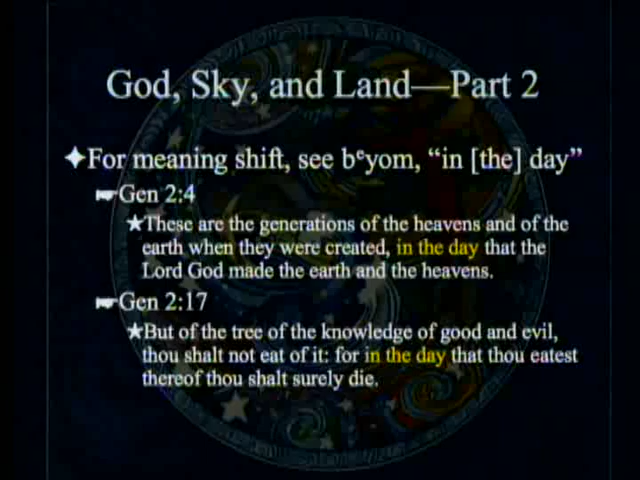 God, Sky, and Land—Part 2
For meaning shift, see bᵉyom, “in [the] day”
Gen 2:4
These are the generations of the heavens and of the
earth when they were created, in the day that the
Lord God made the earth and the heavens.
Gen 2:17
But of the tree of the knowledge of good and evil,
thou shalt not eat of it: for in the day that thou eatest
thereof thou shalt surely die.